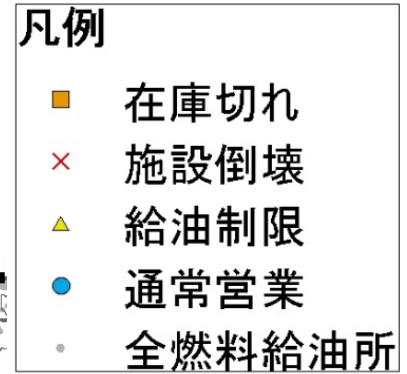 凡例
在庫切れ
施設倒壊
給油制限
通常営業
全燃料給油所